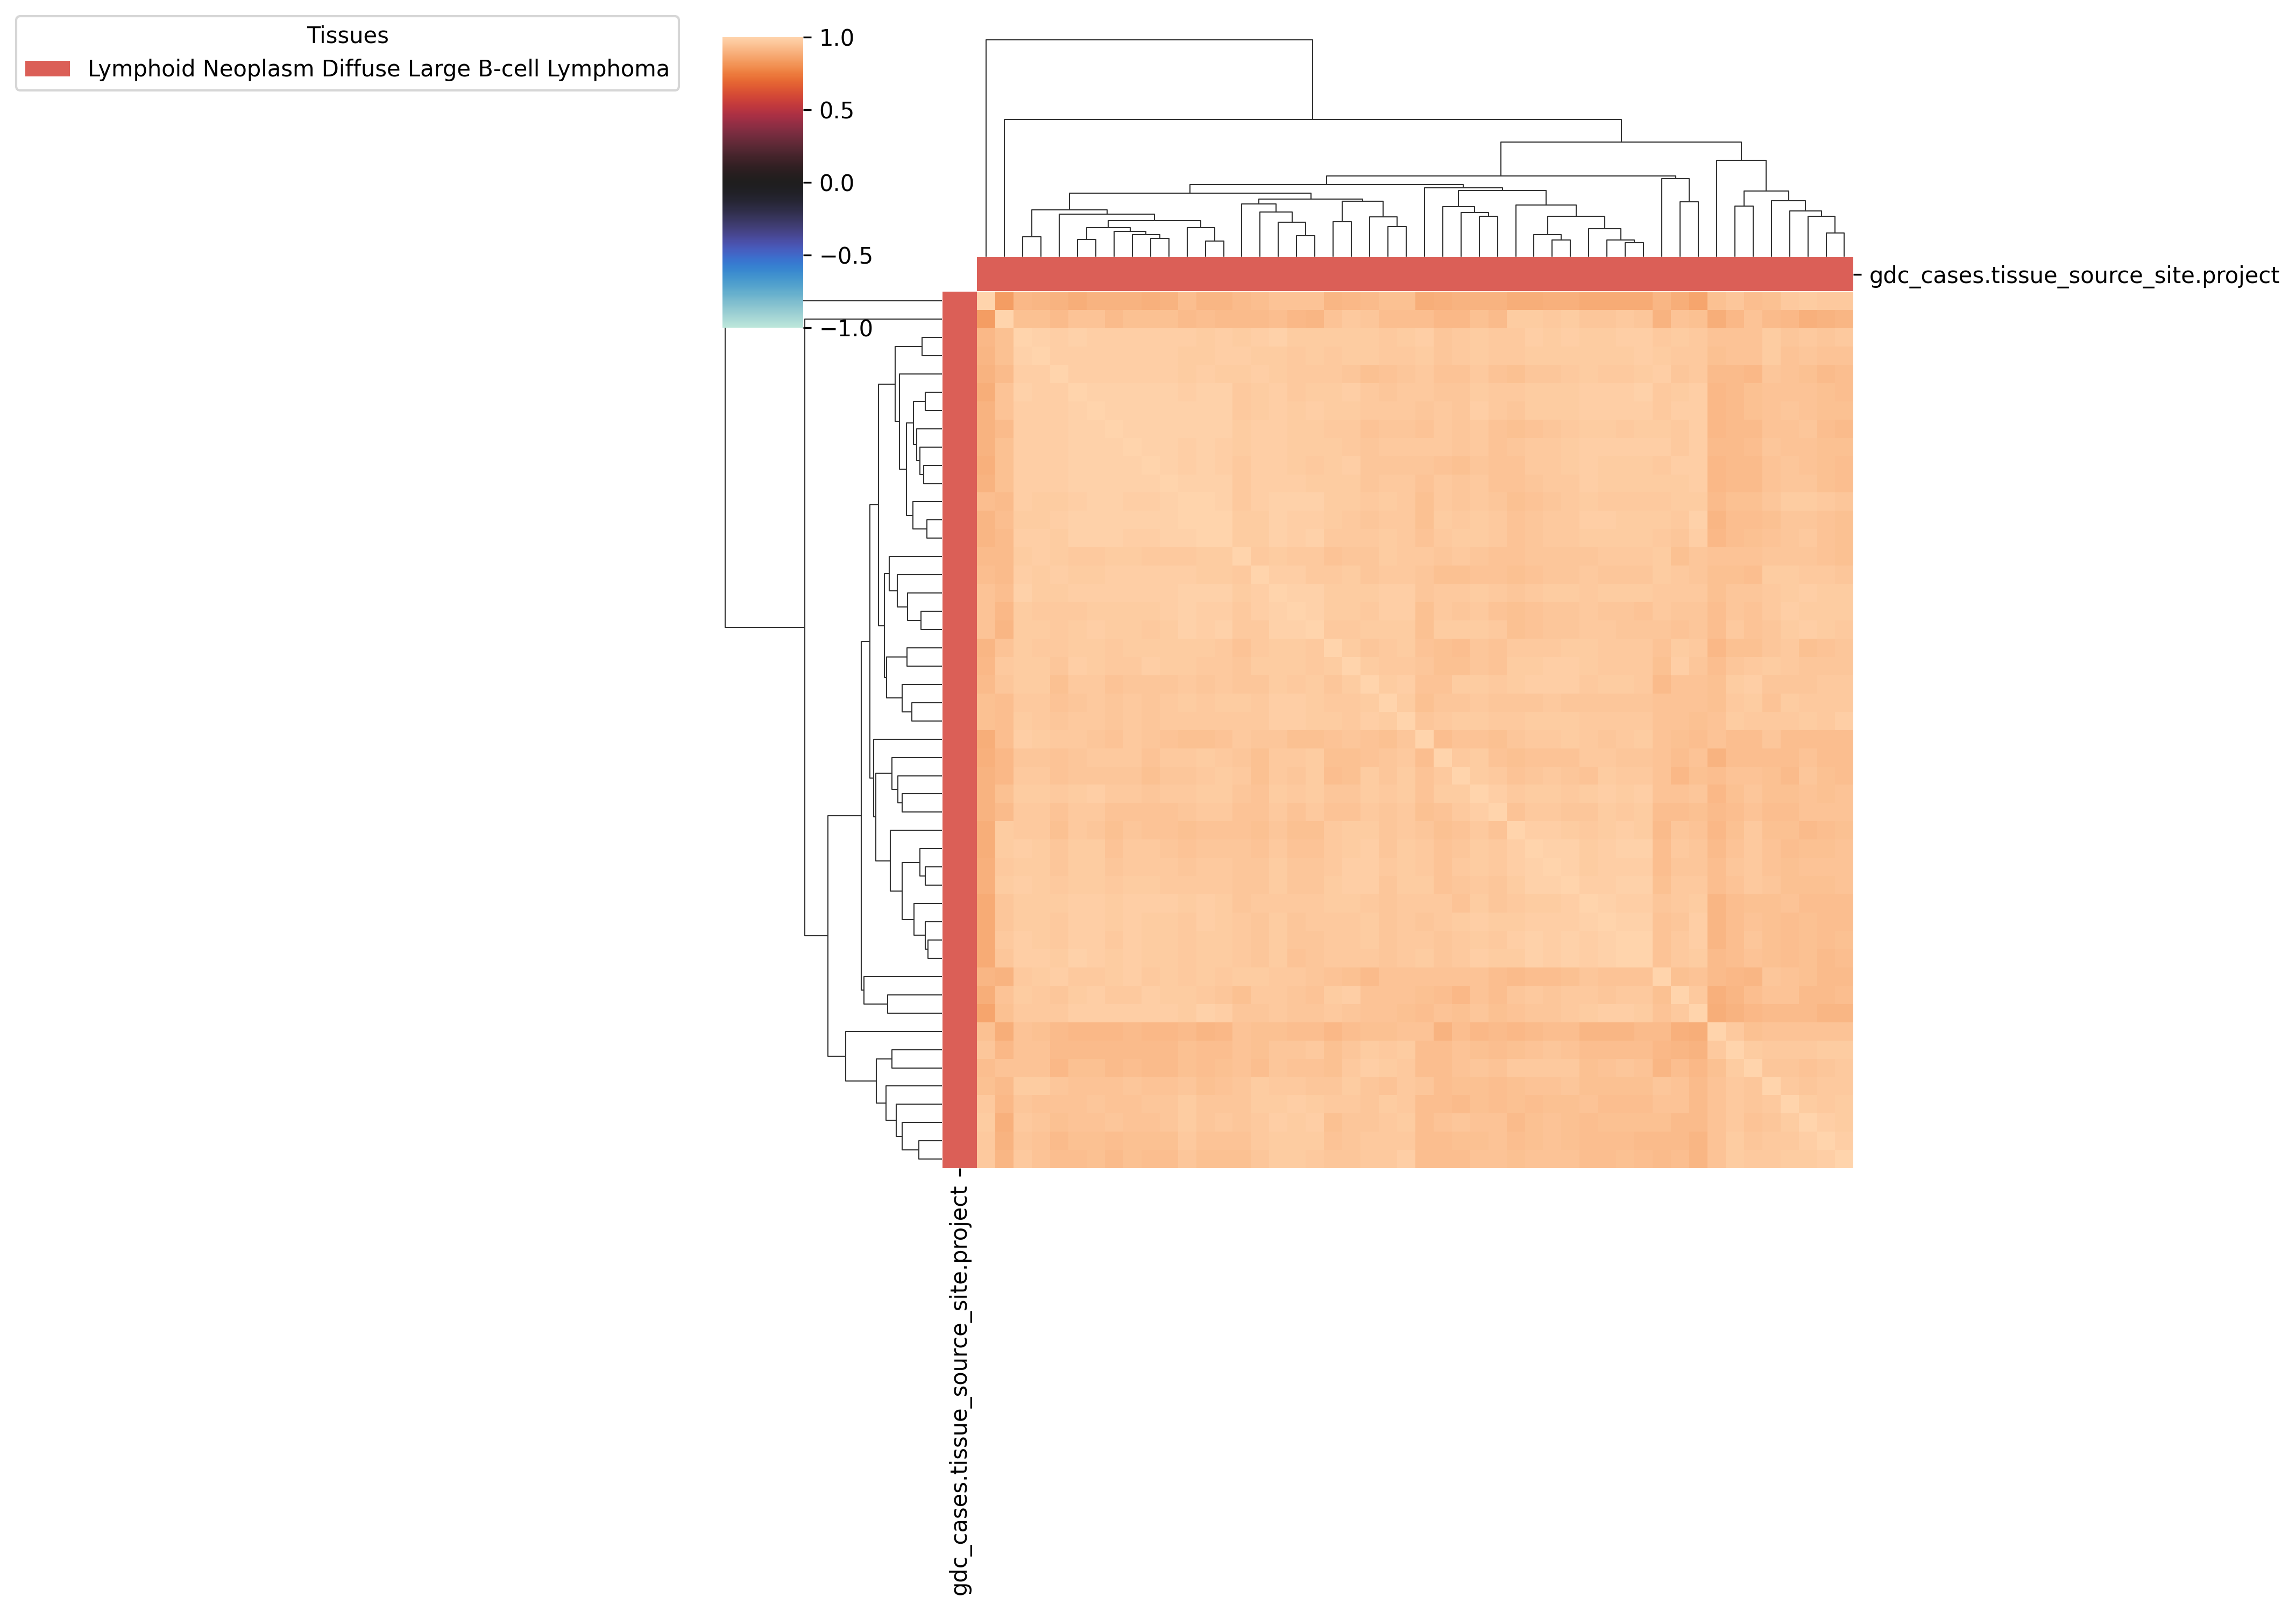 Tissues
Lymphoid Neoplasm Diffuse Large B-cell Lymphoma
1.0
0.5
0.0
−0.5
−1.0
gdc_cases.tissue_source_site.project
gdc_cases.tissue_source_site.project